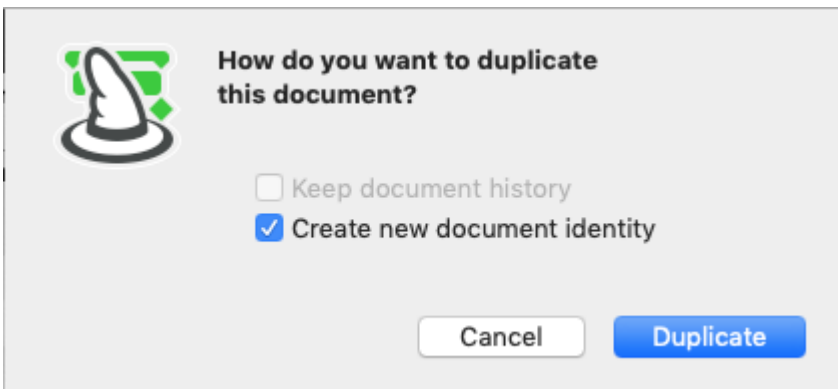 How do you want to duplicate
this document?
Keep document history
Create new document identity
Cancel
Duplicate